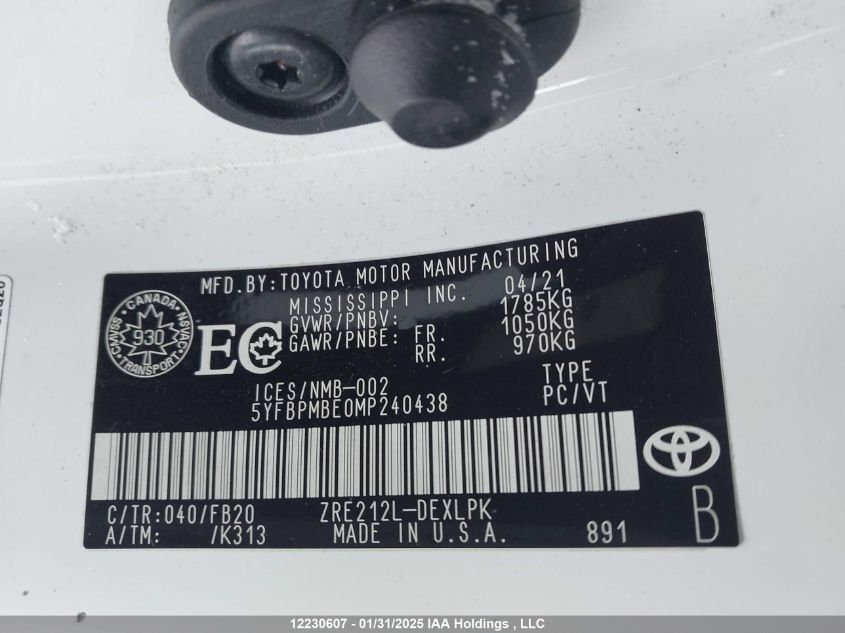 MFD. BY: TOYOTA MOTOR MANUFACTURING
MISSISSIPPI INC. 04/21
GVWR/PNBV: 1785KG
GAWR/PNBE: FR. 1050KG
RR. 970KG
CANADA
CMVSS 930 NSVAC
TRANSPORT
EC
ICES/NMB-002
5YFBPMBE0MP240438
TYPE
PC/VT
C/TR: 040/FB20 ZRE212L-DEXLPK
A/TM: /K313 MADE IN U.S.A. 891
B
12230607 - 01/31/2025 IAA Holdings , LLC